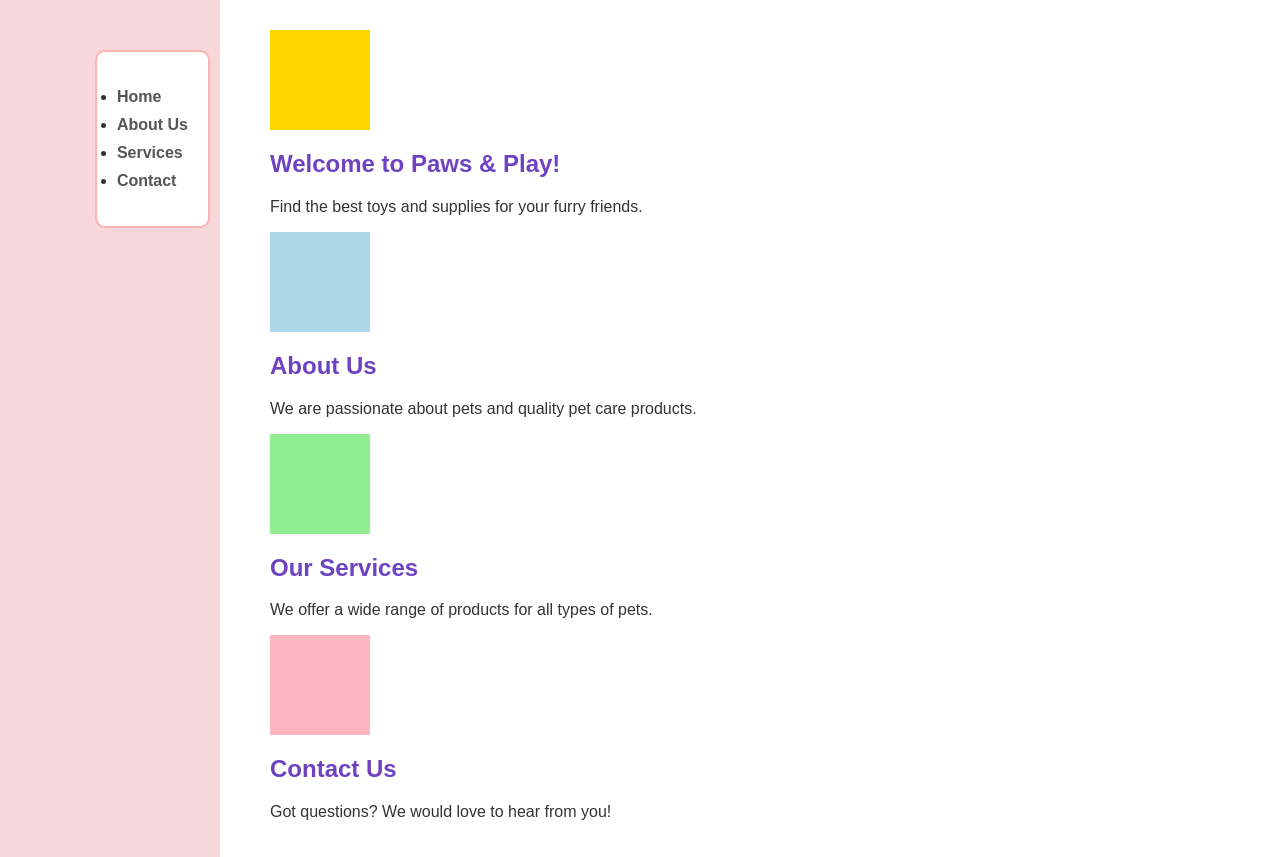 Home
About Us
Services
Contact
Welcome to Paws & Play!
Find the best toys and supplies for your furry friends.
About Us
We are passionate about pets and quality pet care products.
Our Services
We offer a wide range of products for all types of pets.
Contact Us
Got questions? We would love to hear from you!